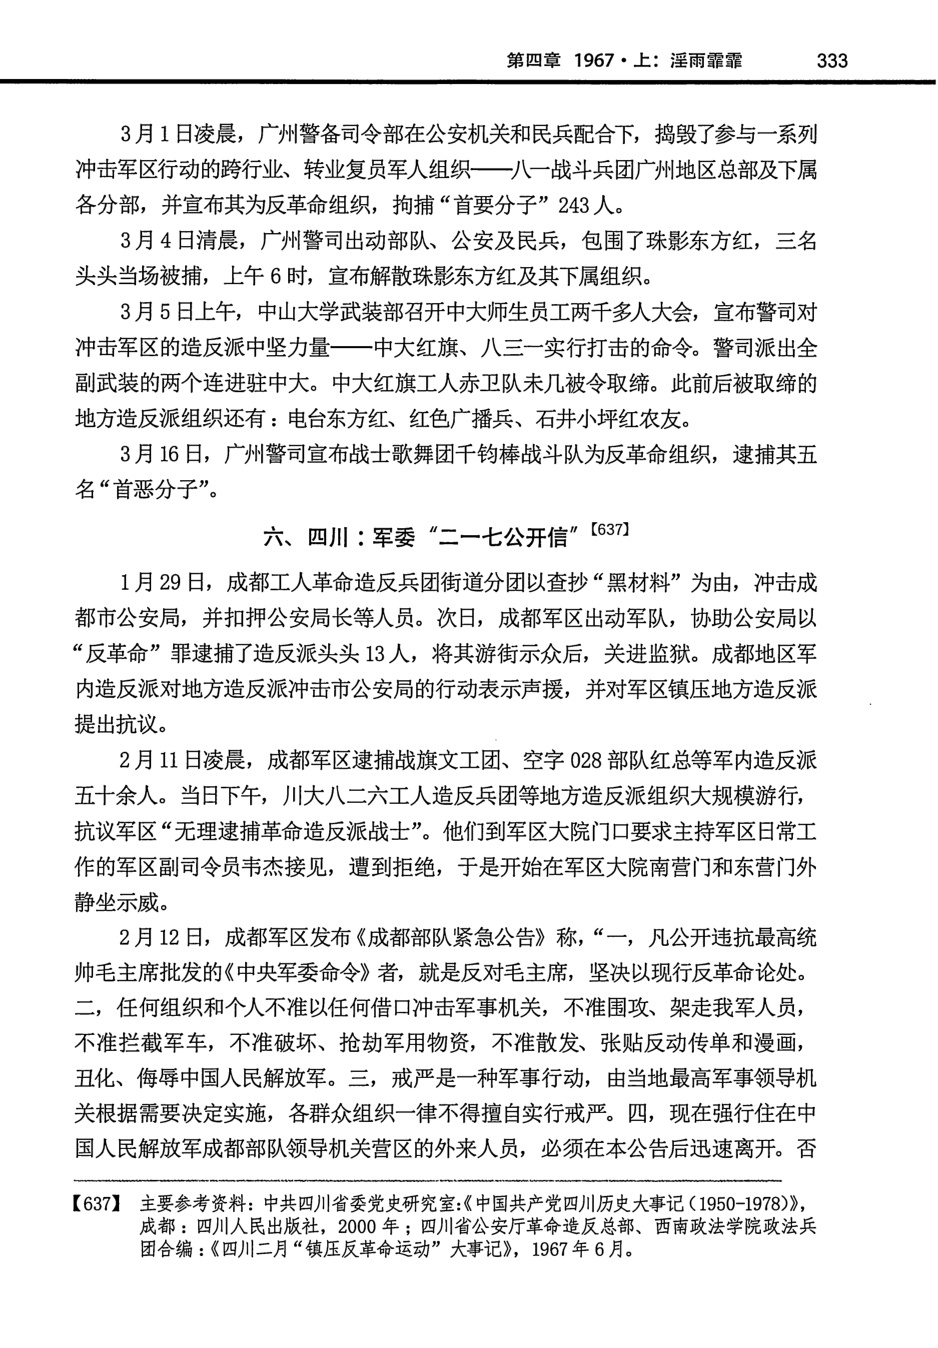 第四章 1967·上：淫雨霏霏 333
3月1日凌晨，广州警备司令部在公安机关和民兵配合下，捣毁了参与一系列
冲击军区行动的跨行业、转业复员军人组织——八一战斗兵团广州地区总部及下属
各分部，并宣布其为反革命组织，拘捕“首要分子”243人。
3月4日清晨，广州警司出动部队、公安及民兵，包围了珠影东方红，三名
头头当场被捕，上午6时，宣布解散珠影东方红及其下属组织。
3月5日上午，中山大学武装部召开中大师生员工两千多人大会，宣布警司对
冲击军区的造反派中坚力量——中大红旗、八三一实行打击的命令。警司派出全
副武装的两个连进驻中大。中大红旗工人赤卫队未几被令取缔。此前后被取缔的
地方造反派组织还有：电台东方红、红色广播兵、石井小坪红农友。
3月16日，广州警司宣布战士歌舞团千钧棒战斗队为反革命组织，逮捕其五
名“首恶分子”。
六、四川：军委“二一七公开信”【637】
1月29日，成都工人革命造反兵团街道分团以查抄“黑材料”为由，冲击成
都市公安局，并扣押公安局长等人员。次日，成都军区出动军队，协助公安局以
“反革命”罪逮捕了造反派头头13人，将其游街示众后，关进监狱。成都地区军
内造反派对地方造反派冲击市公安局的行动表示声援，并对军区镇压地方造反派
提出抗议。
2月11日凌晨，成都军区逮捕战旗文工团、空字028部队红总等军内造反派
五十余人。当日下午，川大八二六工人造反兵团等地方造反派组织大规模游行，
抗议军区“无理逮捕革命造反派战士”。他们到军区大院门口要求主持军区日常工
作的军区副司令员韦杰接见，遭到拒绝，于是开始在军区大院南营门和东营门外
静坐示威。
2月12日，成都军区发布《成都部队紧急公告》称，“一，凡公开违抗最高统
帅毛主席批发的《中央军委命令》者，就是反对毛主席，坚决以现行反革命论处。
二，任何组织和个人不准以任何借口冲击军事机关，不准围攻、架走我军人员，
不准拦截军车，不准破坏、抢劫军用物资，不准散发、张贴反动传单和漫画，
丑化、侮辱中国人民解放军。三，戒严是一种军事行动，由当地最高军事领导机
关根据需要决定实施，各群众组织一律不得擅自实行戒严。四，现在强行住在中
国人民解放军成都部队领导机关营区的外来人员，必须在本公告后迅速离开。否
【637】 主要参考资料：中共四川省委党史研究室：《中国共产党四川历史大事记（1950-1978）》，
成都：四川人民出版社，2000年；四川省公安厅革命造反总部、西南政法学院政法兵
团合编：《四川二月“镇压反革命运动”大事记》，1967年6月。